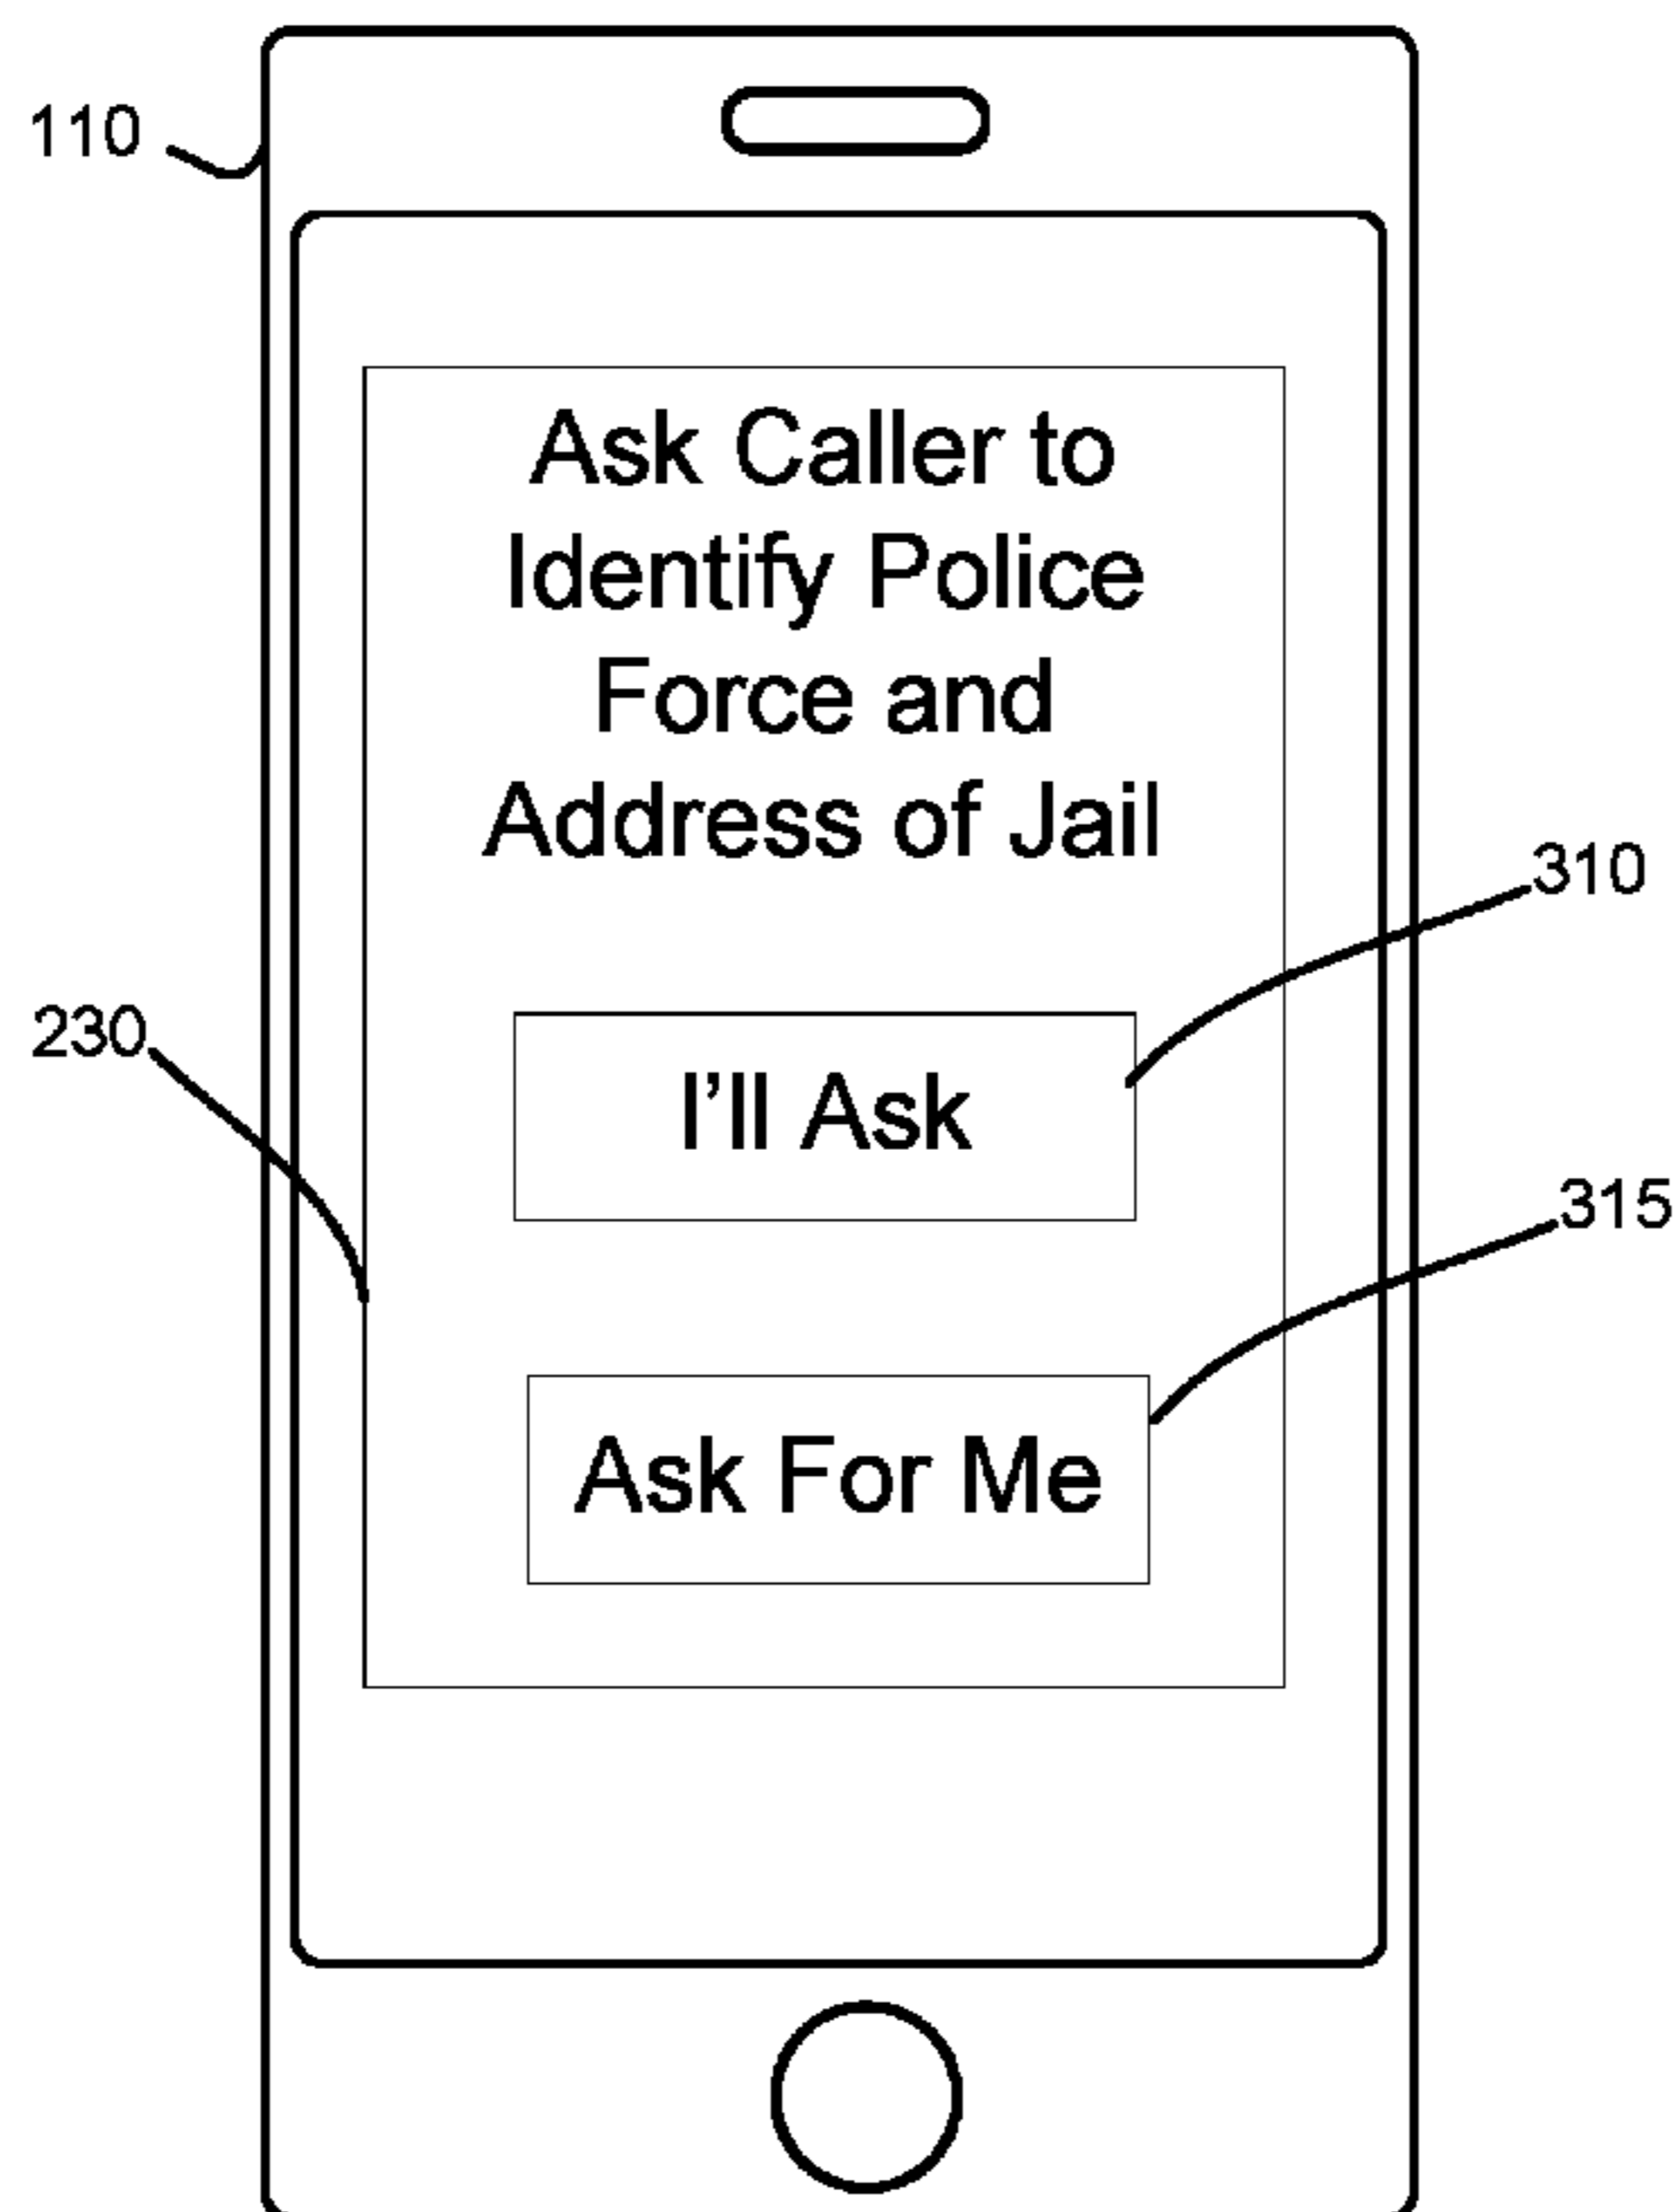 110
Ask Caller to
Identify Police
Force and
Address of Jail
310
230
I'll Ask
315
Ask For Me